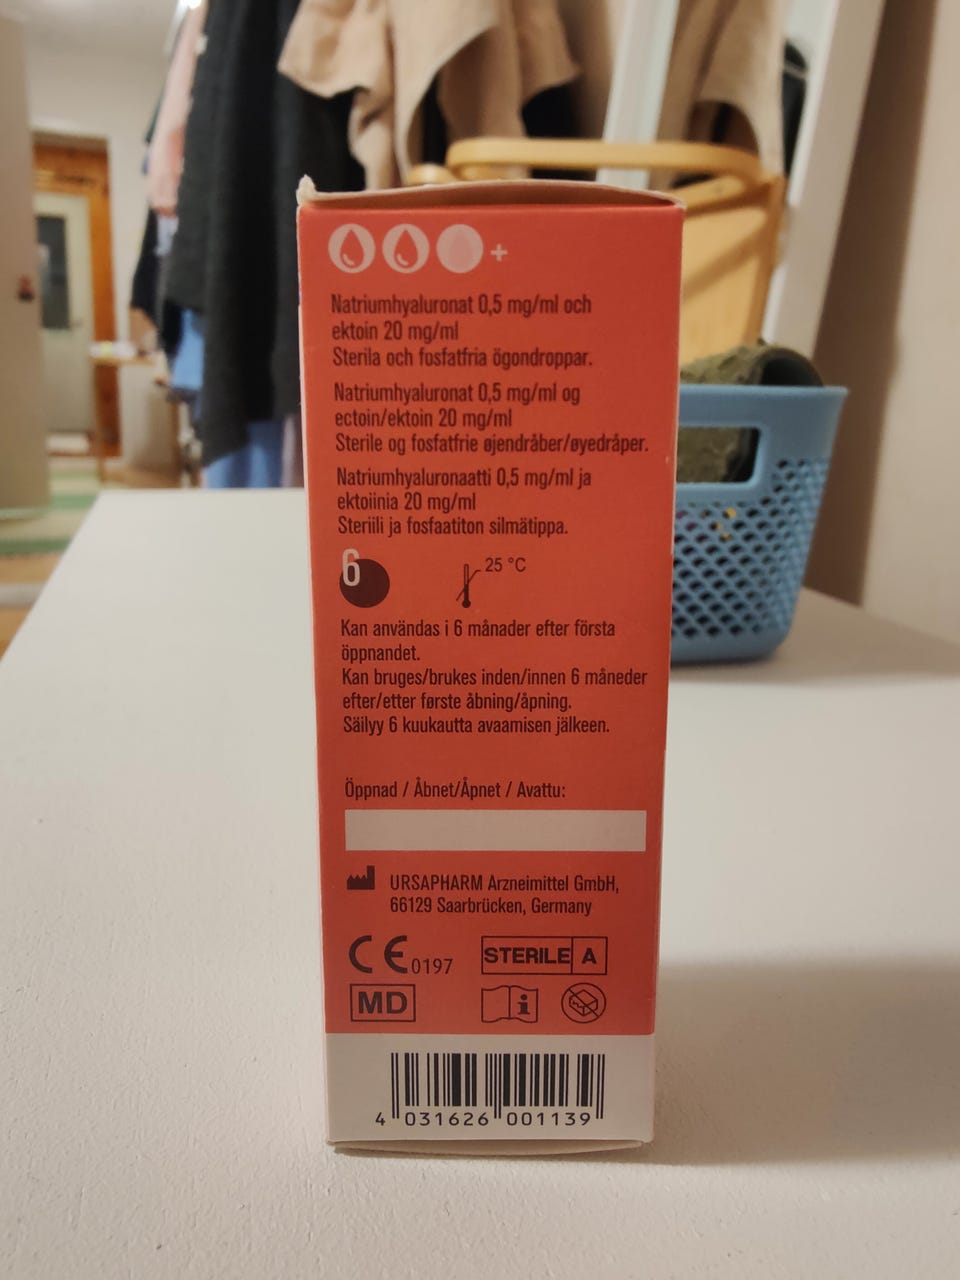 +
Natriumhyaluronat 0,5 mg/ml och
ektoin 20 mg/ml
Sterila och fosfatfria ögondroppar.
Natriumhyaluronat 0,5 mg/ml og
ectoin/ektoin 20 mg/ml
Sterile og fosfatfrie øjendråber/øyedråper.
Natriumhyaluronaatti 0,5 mg/ml ja
ektoiinia 20 mg/ml
Steriili ja fosfaatiton silmätippa.
6
25 °C
Kan användas i 6 månader efter första
öppnandet.
Kan bruges/brukes inden/innen 6 måneder
efter/etter første åbning/åpning.
Säilyy 6 kuukautta avaamisen jälkeen.
Öppnad / Åbnet/Åpnet / Avattu:
URSAPHARM Arzneimittel GmbH,
66129 Saarbrücken, Germany
CE 0197
STERILE A
MD
i
4 031626 001139